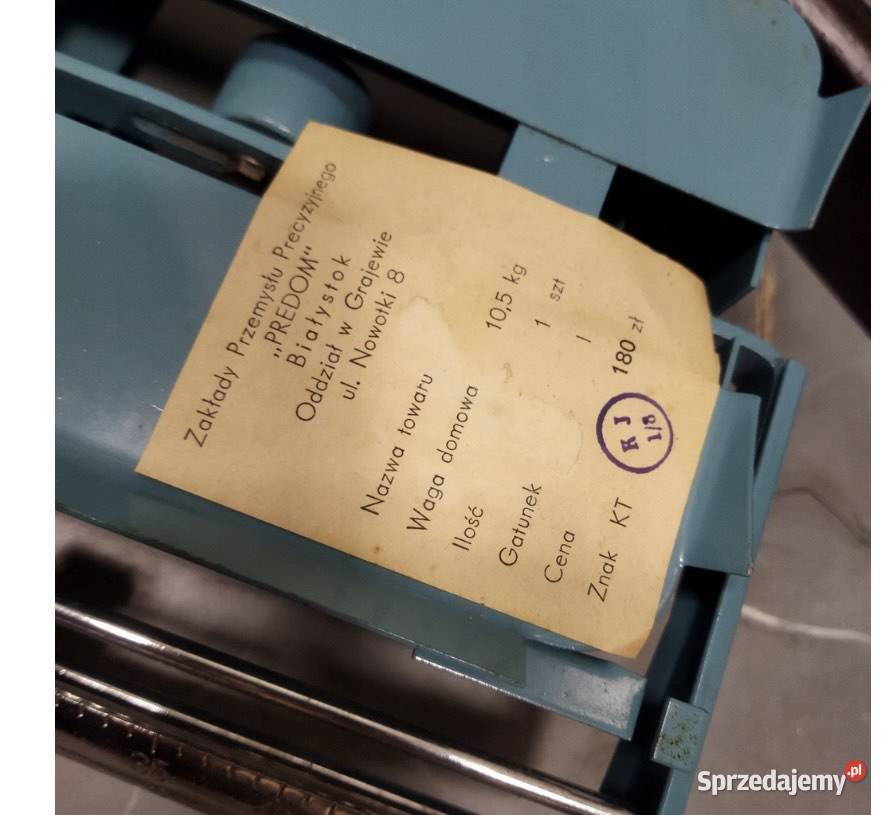 Zakłady Przemysłu Precyzyjnego
„PREDOM”
Białystok
Oddział w Grajewie
ul. Nowotki 8
Nazwa towaru
Waga domowa 10,5 kg
Ilość 1 szt
Gatunek I
Cena 180 zł
Znak KT
K J
1/8
35
Sprzedajemy.pl